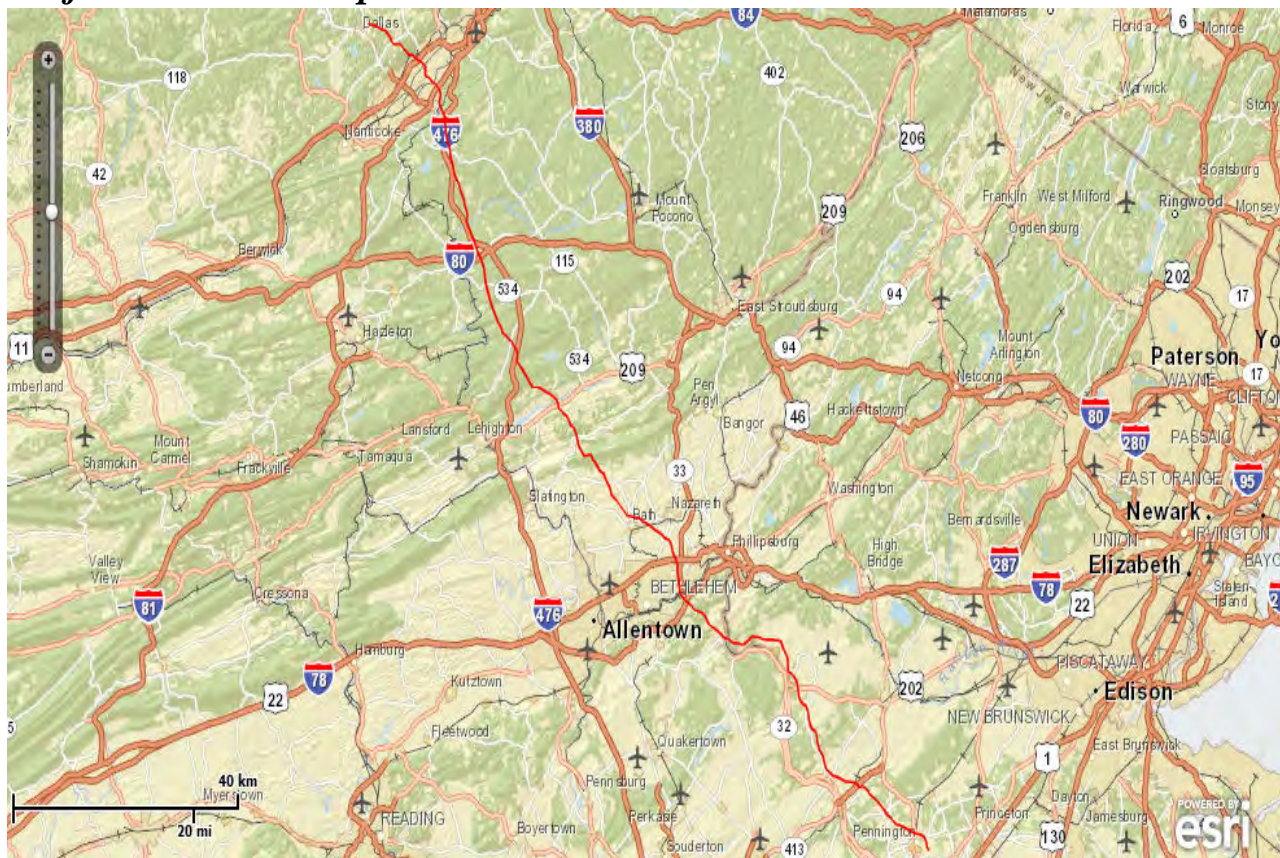 Dallas
84
Matamoras
Florida
6
Monroe
118
402
New Jersey
Warwick
Stony
Nanticoke
476
380
206
42
Sloatsburg
Franklin
West Milford
Ringwood
Monsey
Mount
Pocono
209
Ogdensburg
Berwick
80
115
202
534
94
17
East Stroudsburg
Hazleton
11
Mount
Arlington
Yo
94
534
209
Paterson
Netcong
WAYNE
17
umberland
Pen
Argyl
CLIFTON
Hackettstown
46
80
Bangor
Lansford
Lehighton
280
PASSAIC
Mount
Carmel
Shamokin
Frackville
Tamaqua
33
EAST ORANGE
95
Washington
Slatington
Nazareth
Bath
Bernardsville
Newark
IRVINGTON
UNION
Phillipsburg
High
Bridge
Valley
View
287
78
Elizabeth
BAYO
BETHLEHEM
Staten
Island
Cressona
81
476
22
2
Allentown
Hamburg
PISCATAWAY
78
Kutztown
202
Edison
22
5
NEW BRUNSWICK
32
Fleetwood
Quakertown
East Brunswick
1
40 km
Pennsburg
Myerstown
Dayton
Princeton
Perkasie
Jamesburg
POWERED BY
esri
20 mi
READING
Boyertown
Pennington
130
Souderton
413